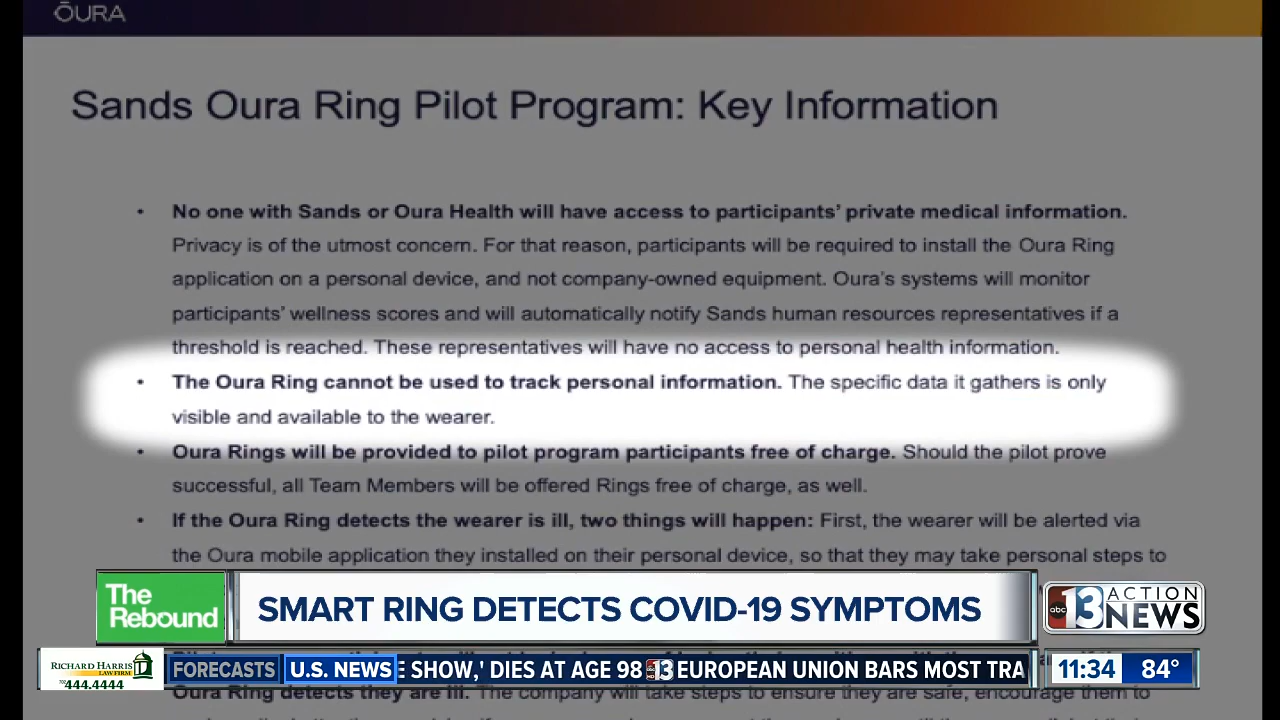 ŌURA
Sands Oura Ring Pilot Program: Key Information
• No one with Sands or Oura Health will have access to participants' private medical information.
Privacy is of the utmost concern. For that reason, participants will be required to install the Oura Ring
application on a personal device, and not company-owned equipment. Oura's systems will monitor
participants' wellness scores and will automatically notify Sands human resources representatives if a
threshold is reached. These representatives will have no access to personal health information.
• The Oura Ring cannot be used to track personal information. The specific data it gathers is only
visible and available to the wearer.
• Oura Rings will be provided to pilot program participants free of charge. Should the pilot prove
successful, all Team Members will be offered Rings free of charge, as well.
• If the Oura Ring detects the wearer is ill, two things will happen: First, the wearer will be alerted via
the Oura mobile application they installed on their personal device, so that they may take personal steps to
The
Rebound
SMART RING DETECTS COVID-19 SYMPTOMS
abc 13 ACTION
NEWS
RICHARD HARRIS
LAW FIRM
702 444.4444
FORECASTS U.S. NEWS E SHOW,' DIES AT AGE 98 abc 13 EUROPEAN UNION BARS MOST TRA
11:34 84°
Oura Ring detects they are ill. The company will take steps to ensure they are safe, encourage them to